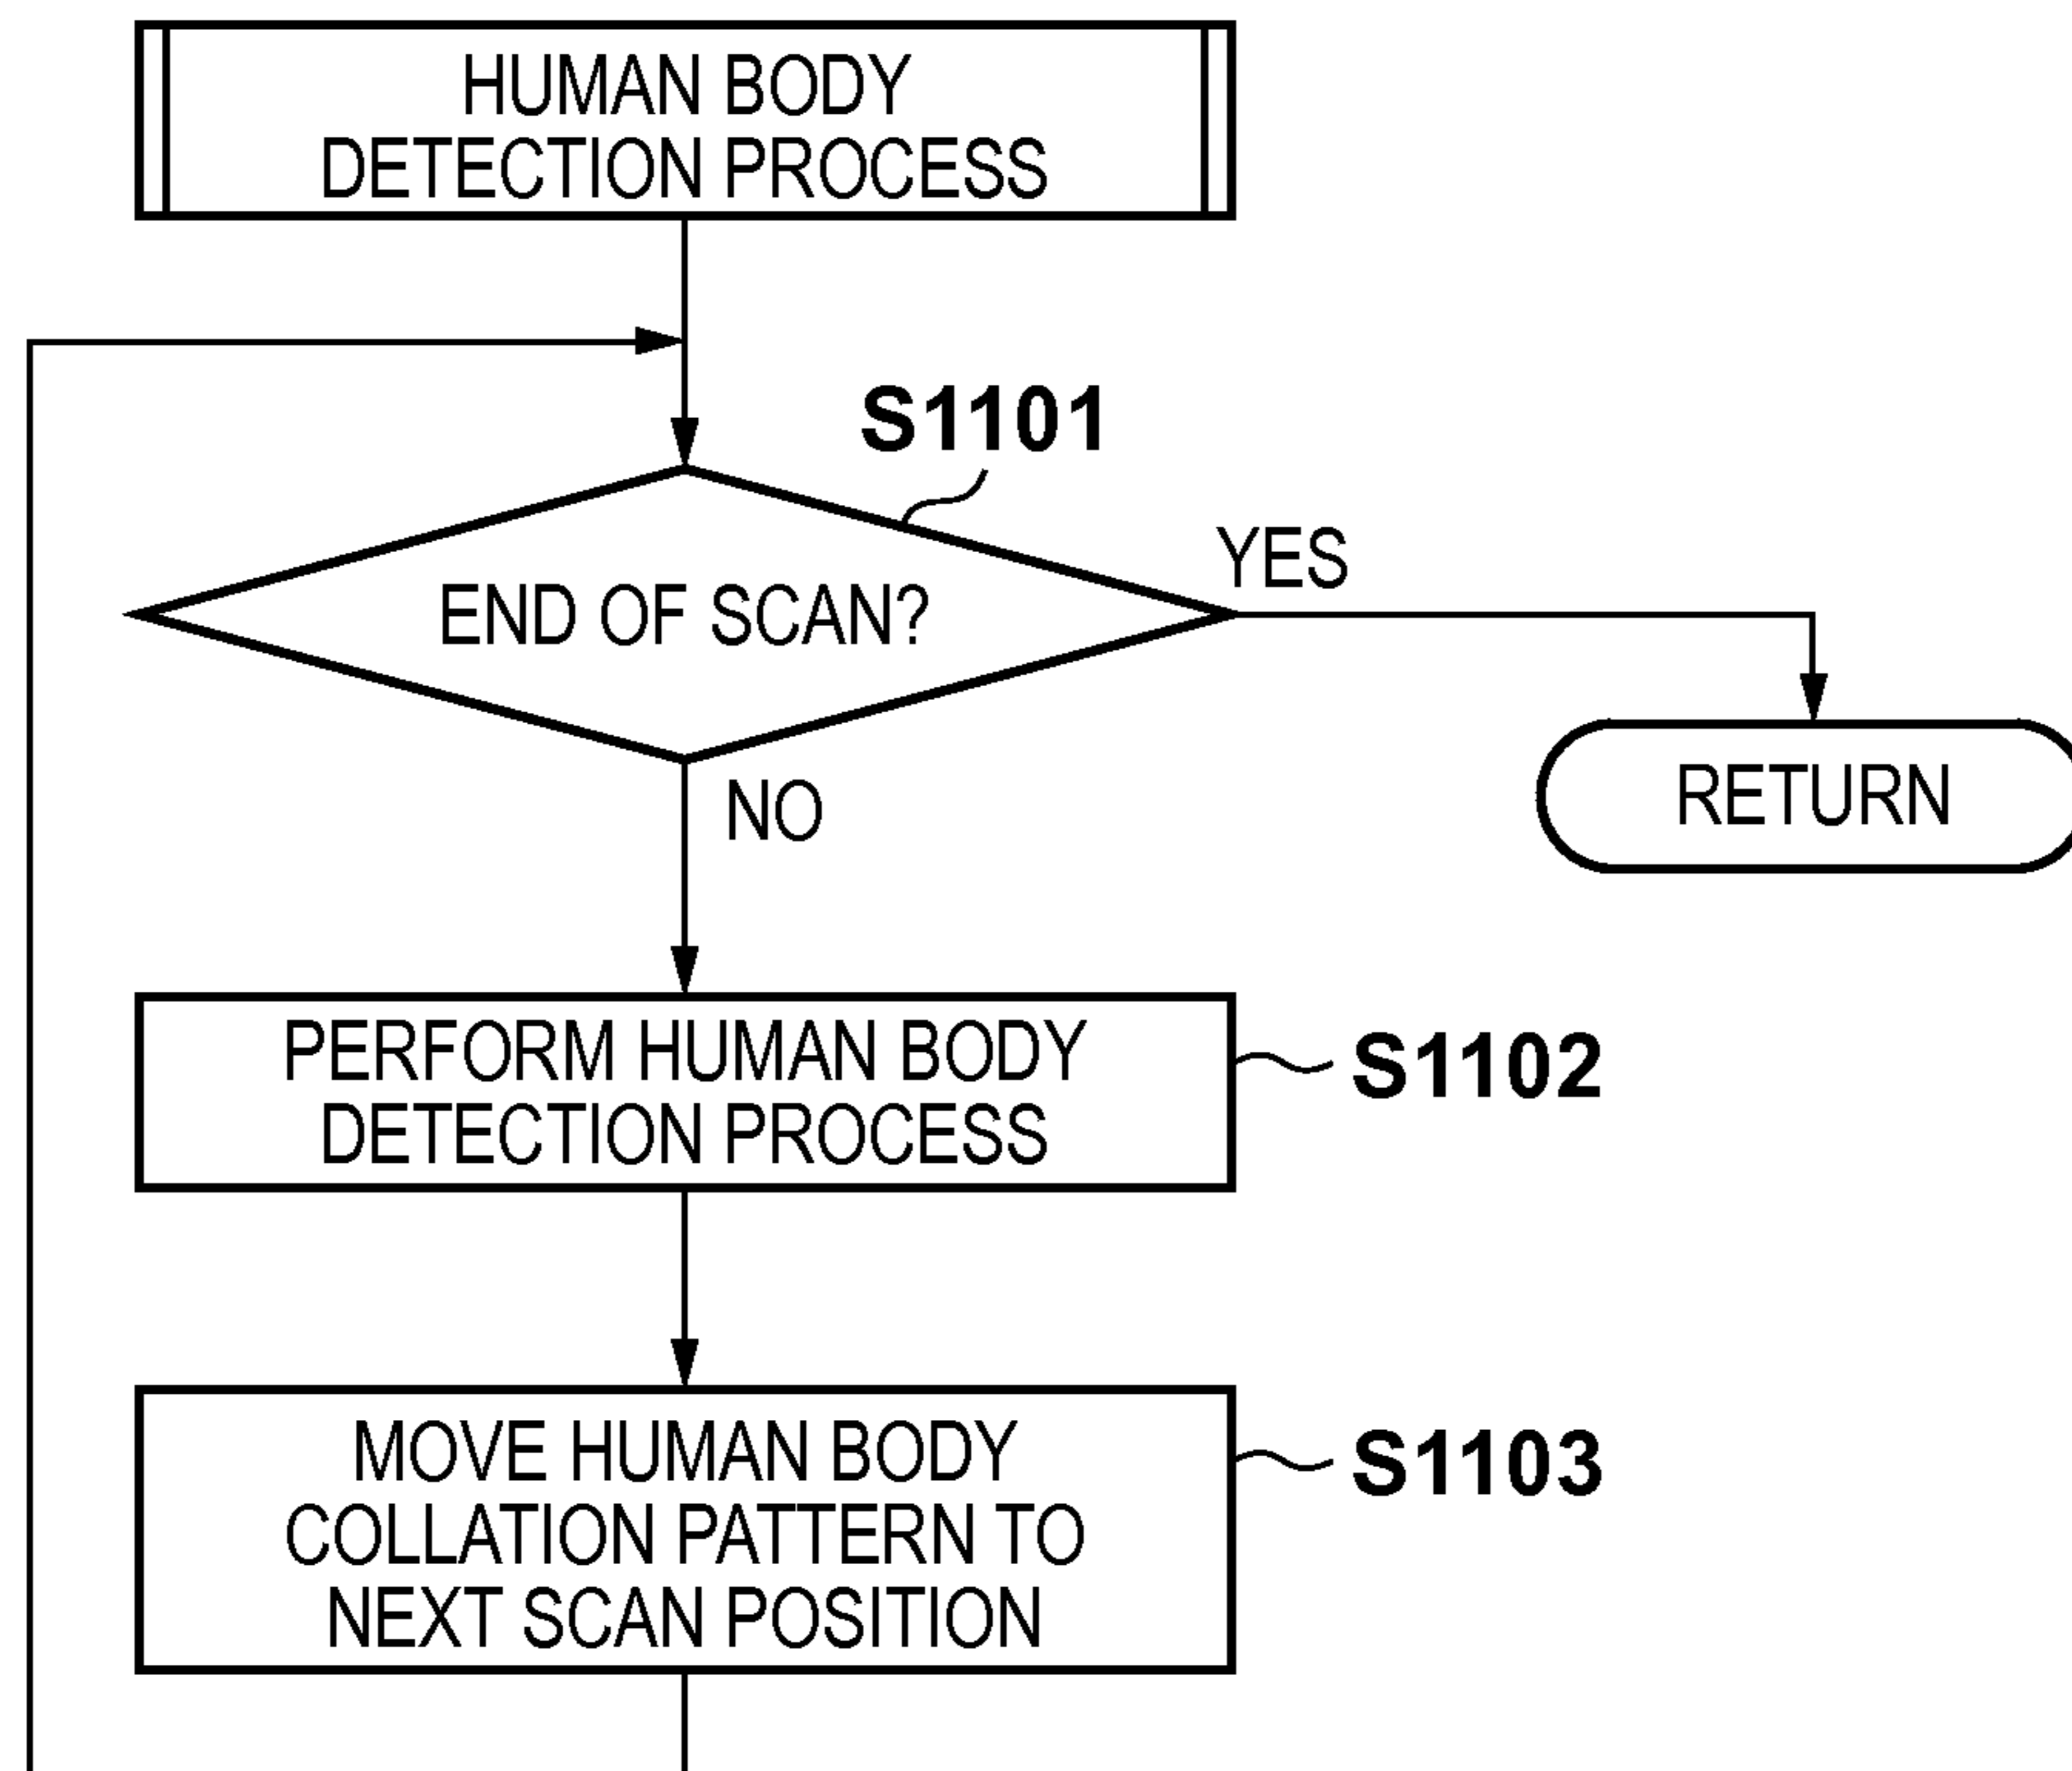 HUMAN BODY
DETECTION PROCESS
S1101
END OF SCAN?
YES
RETURN
NO
PERFORM HUMAN BODY
DETECTION PROCESS
S1102
MOVE HUMAN BODY
COLLATION PATTERN TO
NEXT SCAN POSITION
S1103